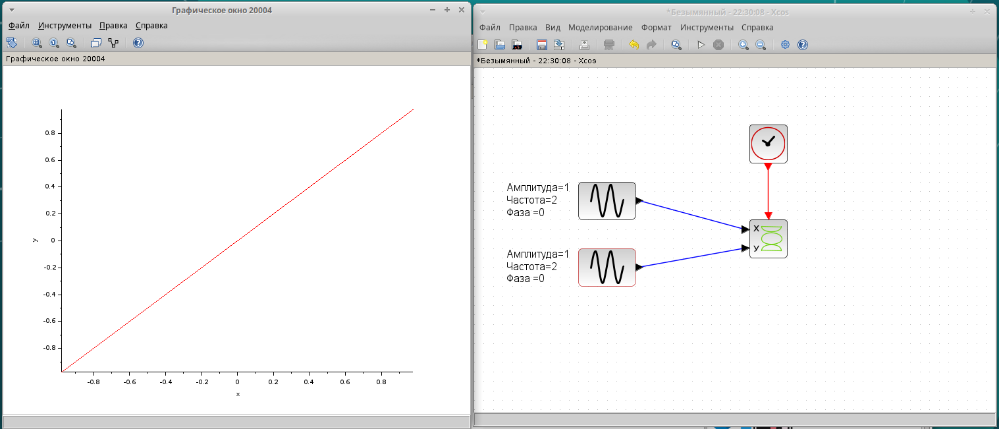 Графическое окно 20004
Файл Инструменты Правка Справка
Графическое окно 20004
0.8
0.6
0.4
0.2
0
-0.2
-0.4
-0.6
-0.8
y
-0.8 -0.6 -0.4 -0.2 0 0.2 0.4 0.6 0.8
x
*Безымянный - 22:30:08 - Xcos
Файл Правка Вид Моделирование Формат Инструменты Справка
*Безымянный - 22:30:08 - Xcos
Амплитуда=1
Частота=2
Фаза =0
Амплитуда=1
Частота=2
Фаза =0
X
y